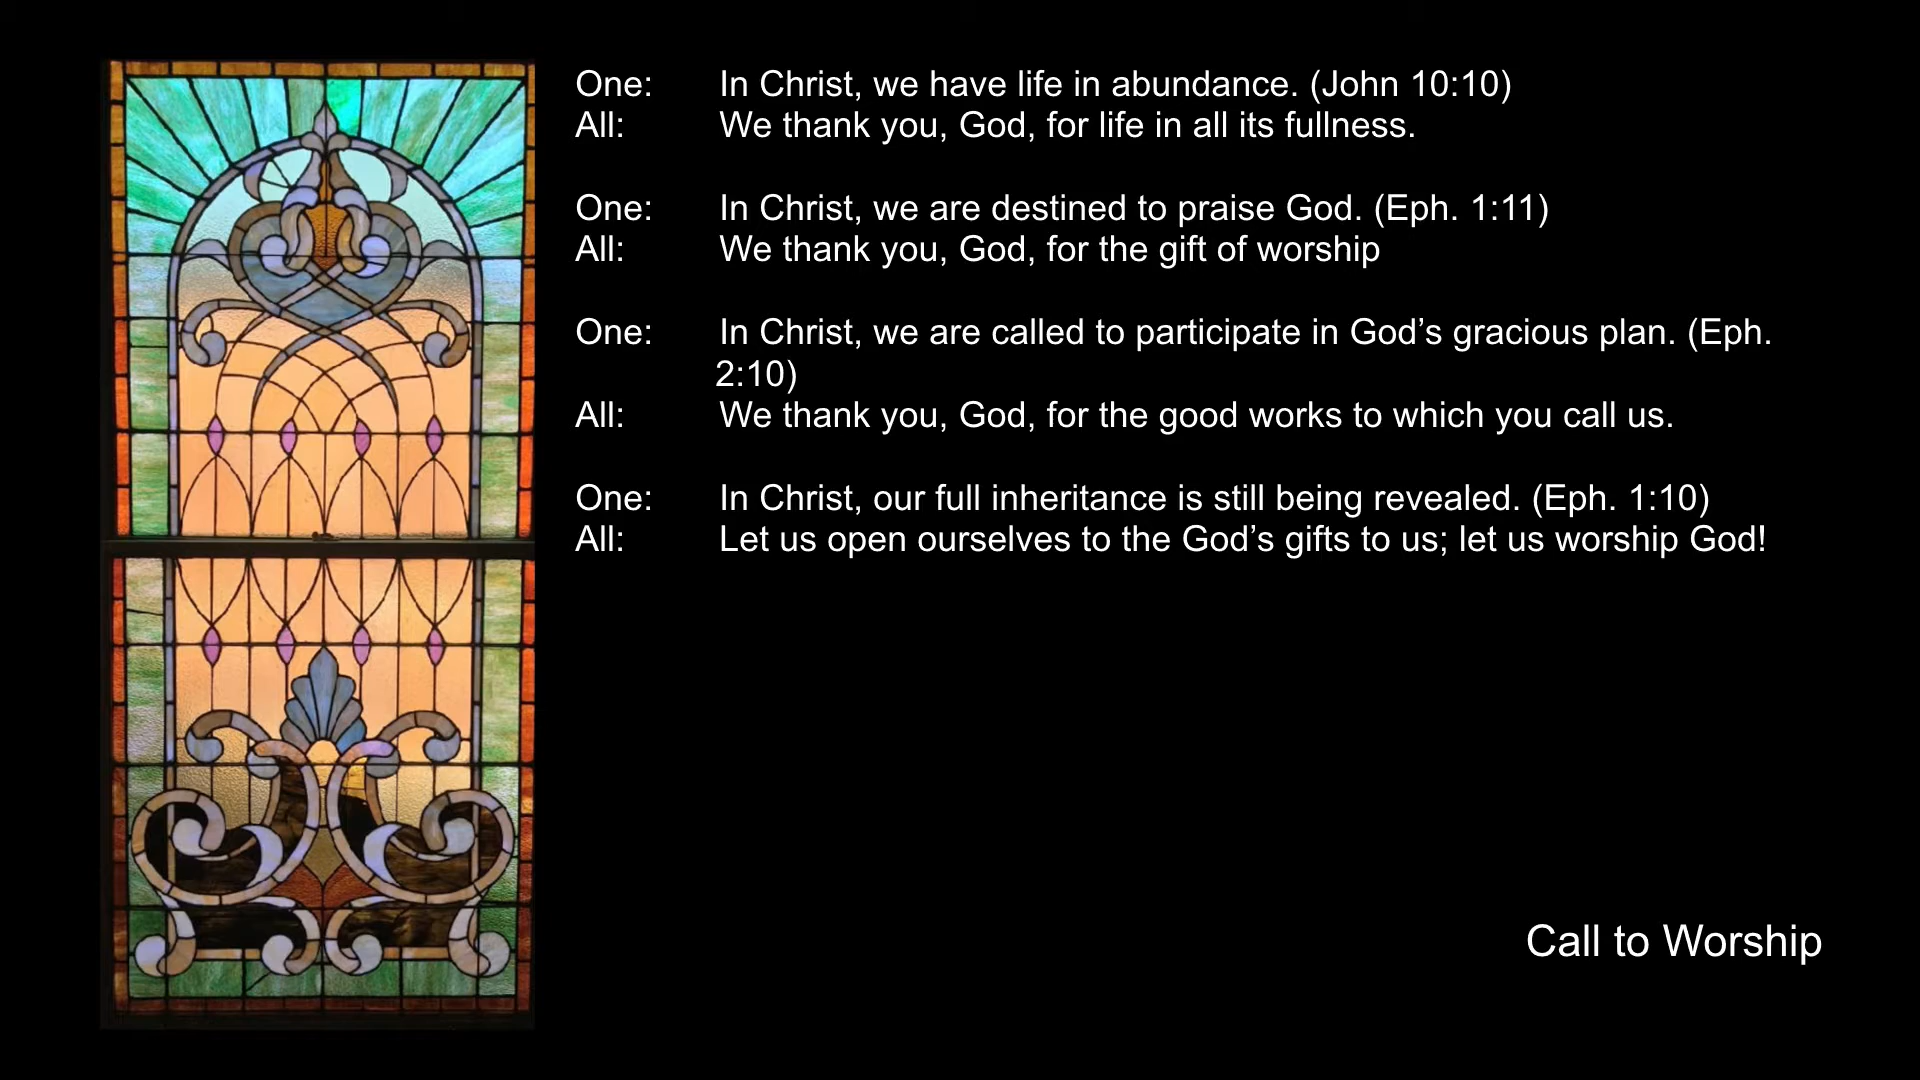 One: In Christ, we have life in abundance. (John 10:10)
All: We thank you, God, for life in all its fullness.
One: In Christ, we are destined to praise God. (Eph. 1:11)
All: We thank you, God, for the gift of worship
One: In Christ, we are called to participate in God’s gracious plan. (Eph.
2:10)
All: We thank you, God, for the good works to which you call us.
One: In Christ, our full inheritance is still being revealed. (Eph. 1:10)
All: Let us open ourselves to the God’s gifts to us; let us worship God!
Call to Worship